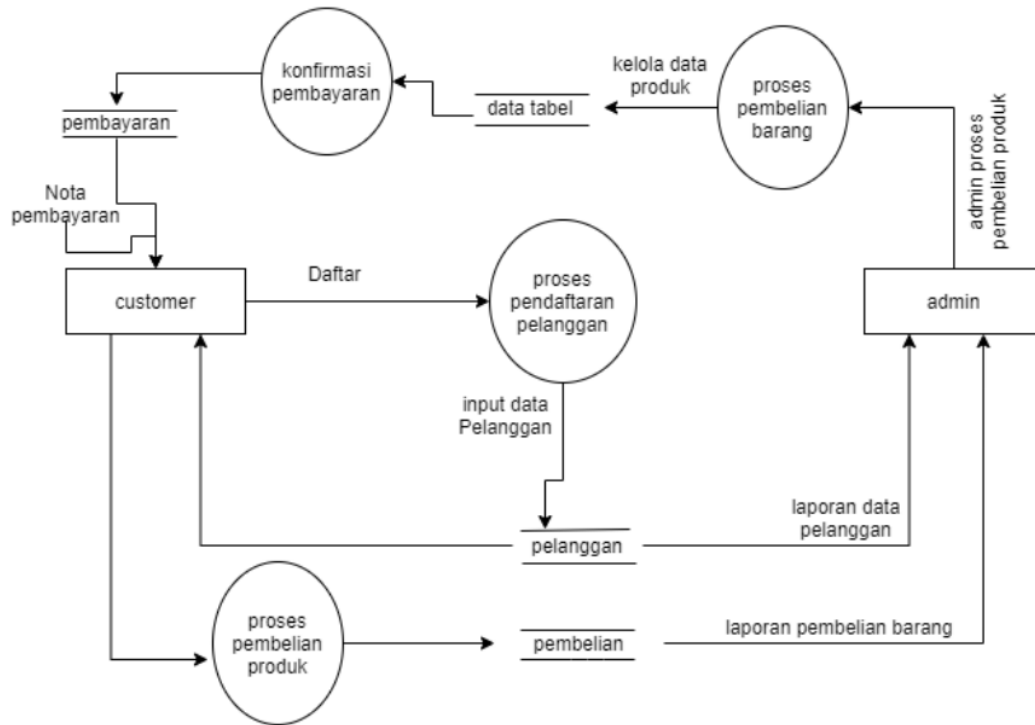 konfirmasi
pembayaran
kelola data
produk
proses
pembelian
barang
pembayaran
data tabel
admin proses
pembelian produk
Nota
pembayaran
customer
Daftar
proses
pendaftaran
pelanggan
admin
input data
Pelanggan
laporan data
pelanggan
pelanggan
proses
pembelian
produk
pembelian
laporan pembelian barang